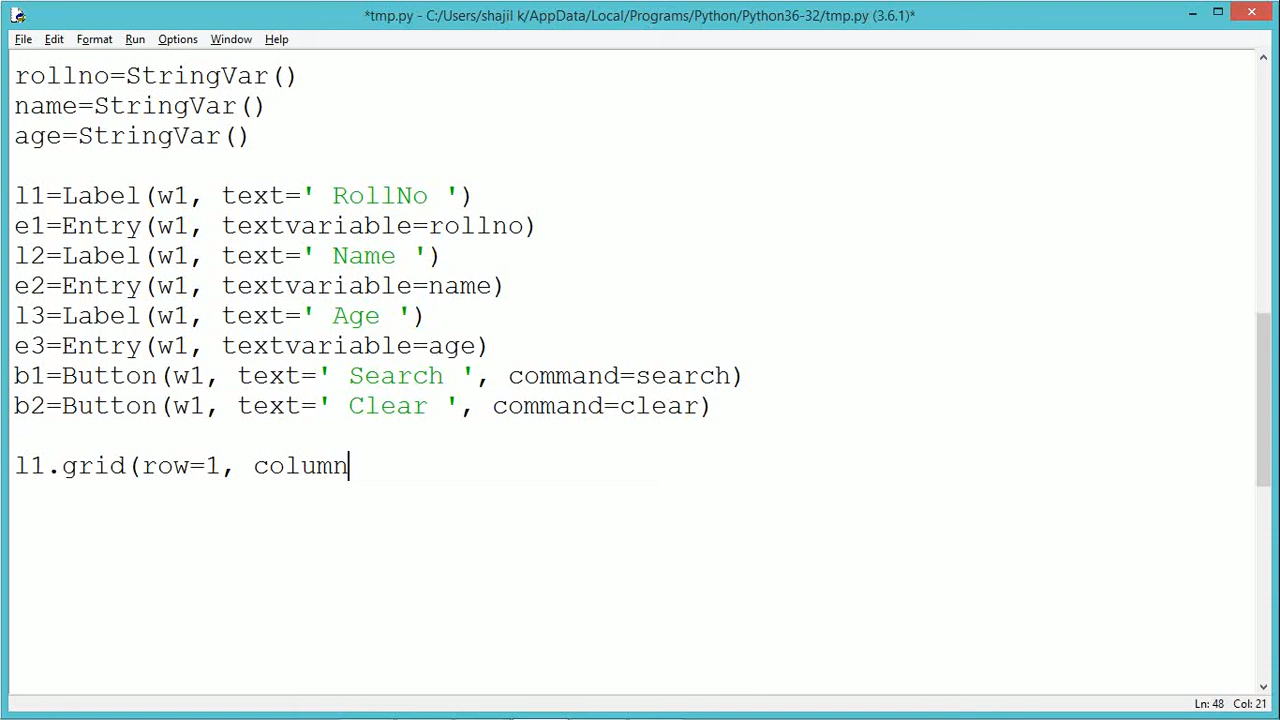 *tmp.py - C:/Users/shajil k/AppData/Local/Programs/Python/Python36-32/tmp.py (3.6.1)*
File Edit Format Run Options Window Help
rollno=StringVar()
name=StringVar()
age=StringVar()
l1=Label(w1, text=' RollNo ')
e1=Entry(w1, textvariable=rollno)
l2=Label(w1, text=' Name ')
e2=Entry(w1, textvariable=name)
l3=Label(w1, text=' Age ')
e3=Entry(w1, textvariable=age)
b1=Button(w1, text=' Search ', command=search)
b2=Button(w1, text=' Clear ', command=clear)
l1.grid(row=1, column
Ln: 48 Col: 21